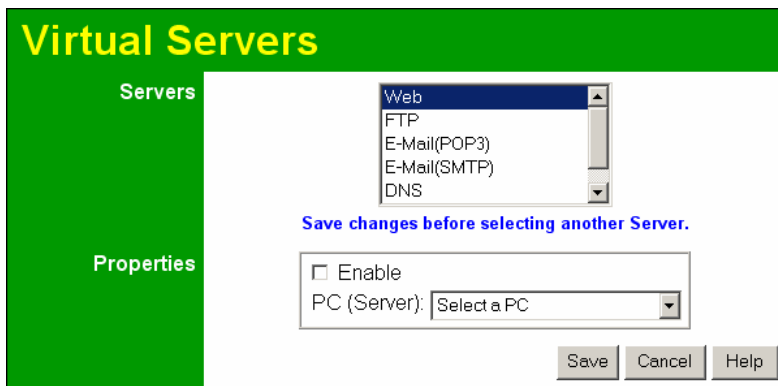 Virtual Servers
Servers
Web
FTP
E-Mail(POP3)
E-Mail(SMTP)
DNS
Save changes before selecting another Server.
Properties
Enable
PC (Server): Select a PC
Save Cancel Help